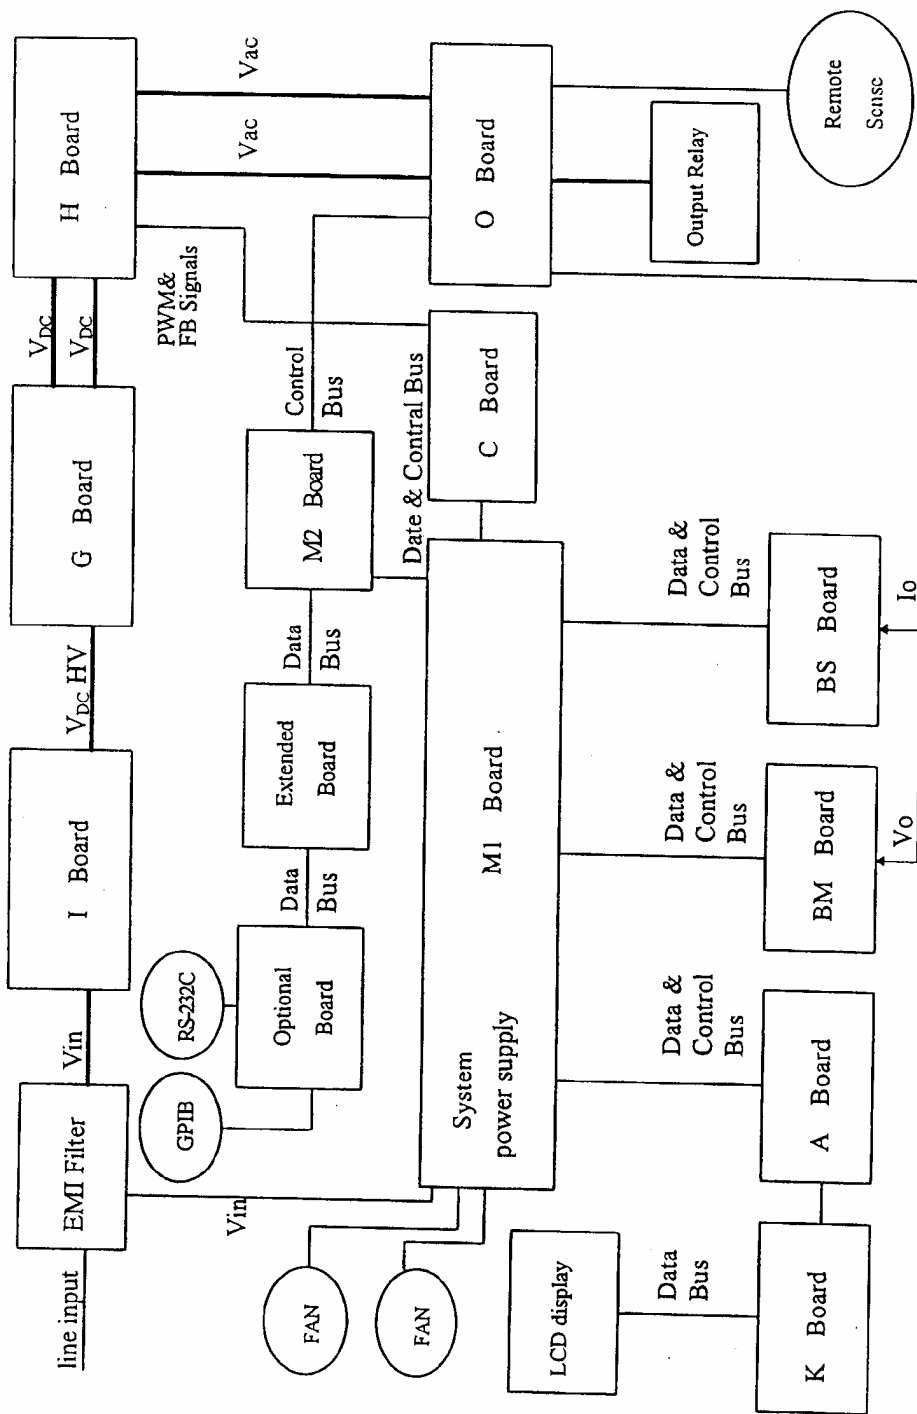 line input
EMI Filter
Vin
I Board
VDC HV
G Board
VDC
VDC
H Board
Vin
GPIB
RS-232C
Optional
Board
Data
Bus
Extended
Board
Data
Bus
M2 Board
Control
Bus
PWM&
FB Signals
Vac
Vac
FAN
FAN
System
power supply
M1 Board
Date & Contral Bus
C Board
O Board
Output Relay
Remote
Sense
LCD display
Data
Bus
K Board
A Board
Data &
Control
Bus
BM Board
Data &
Control
Bus
Vo
BS Board
Data &
Control
Bus
Io